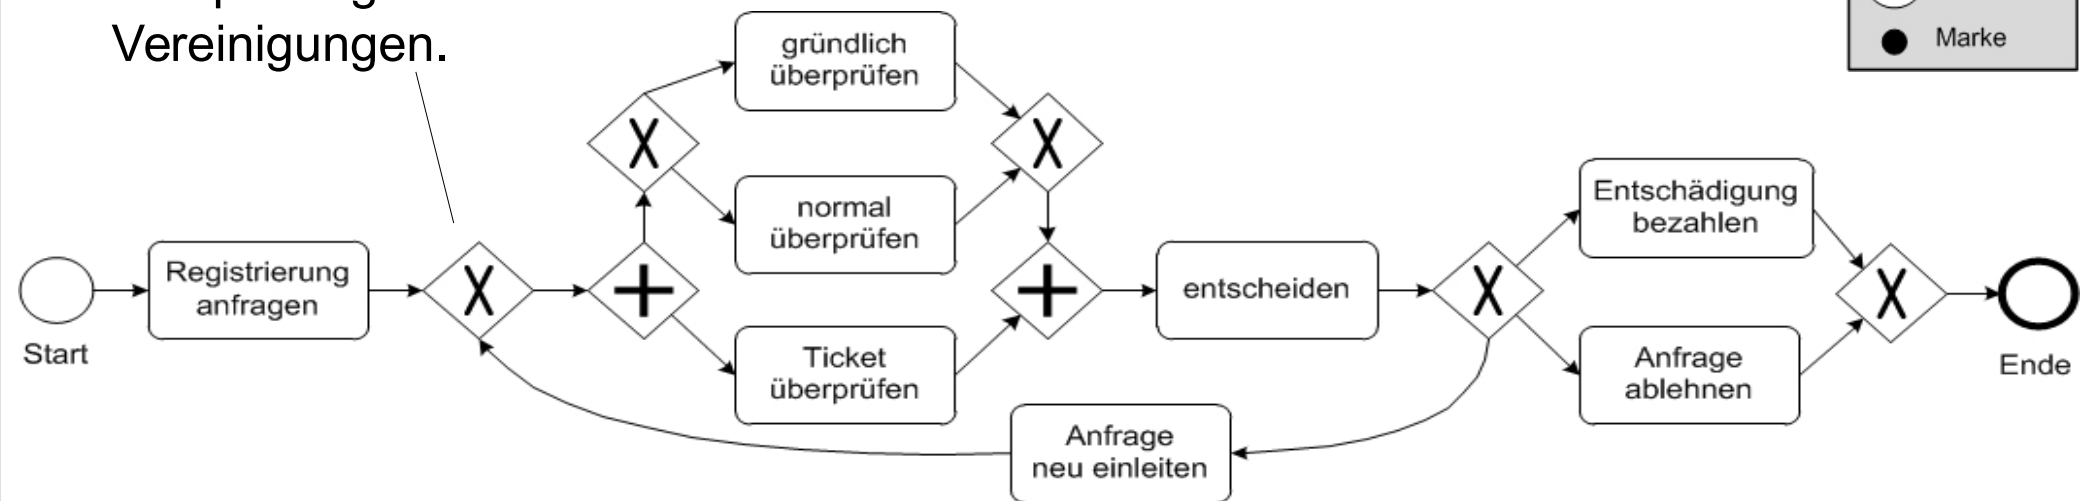 Vereinigungen.
Marke
gründlich
überprüfen
X
X
normal
überprüfen
Entschädigung
bezahlen
Start
Registrierung
anfragen
X
+
+
entscheiden
X
X
Ende
Ticket
überprüfen
Anfrage
ablehnen
Anfrage
neu einleiten